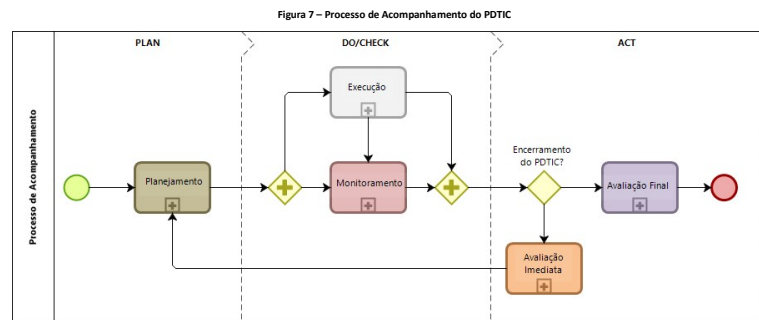 Figura 7 – Processo de Acompanhamento do PDTIC
PLAN
DO/CHECK
ACT
Processo de Acompanhamento
Execução
Encerramento
do PDTIC?
Planejamento
Monitoramento
Avaliação Final
Avaliação
Imediata